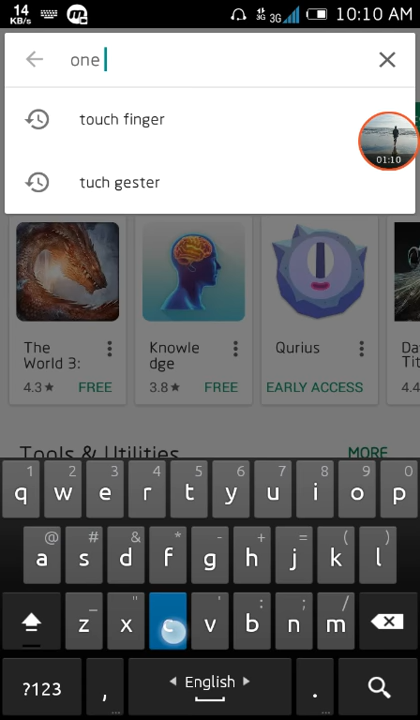 14 KB/s 3G 3G 10:10 AM
one
touch finger
01:10
tuch gester
The World 3: Knowle dge Qurius Da Tit
4.3★ FREE 3.8★ FREE EARLY ACCESS 4.4
Tools & Utilities MORE
1 2 3 4 5 6 7 8 9 0
q w e r t y u i o p
@ # & * - + = ( )
a s d f g h j k l
_ " ' : ; /
z x c v b n m
?123 , English .